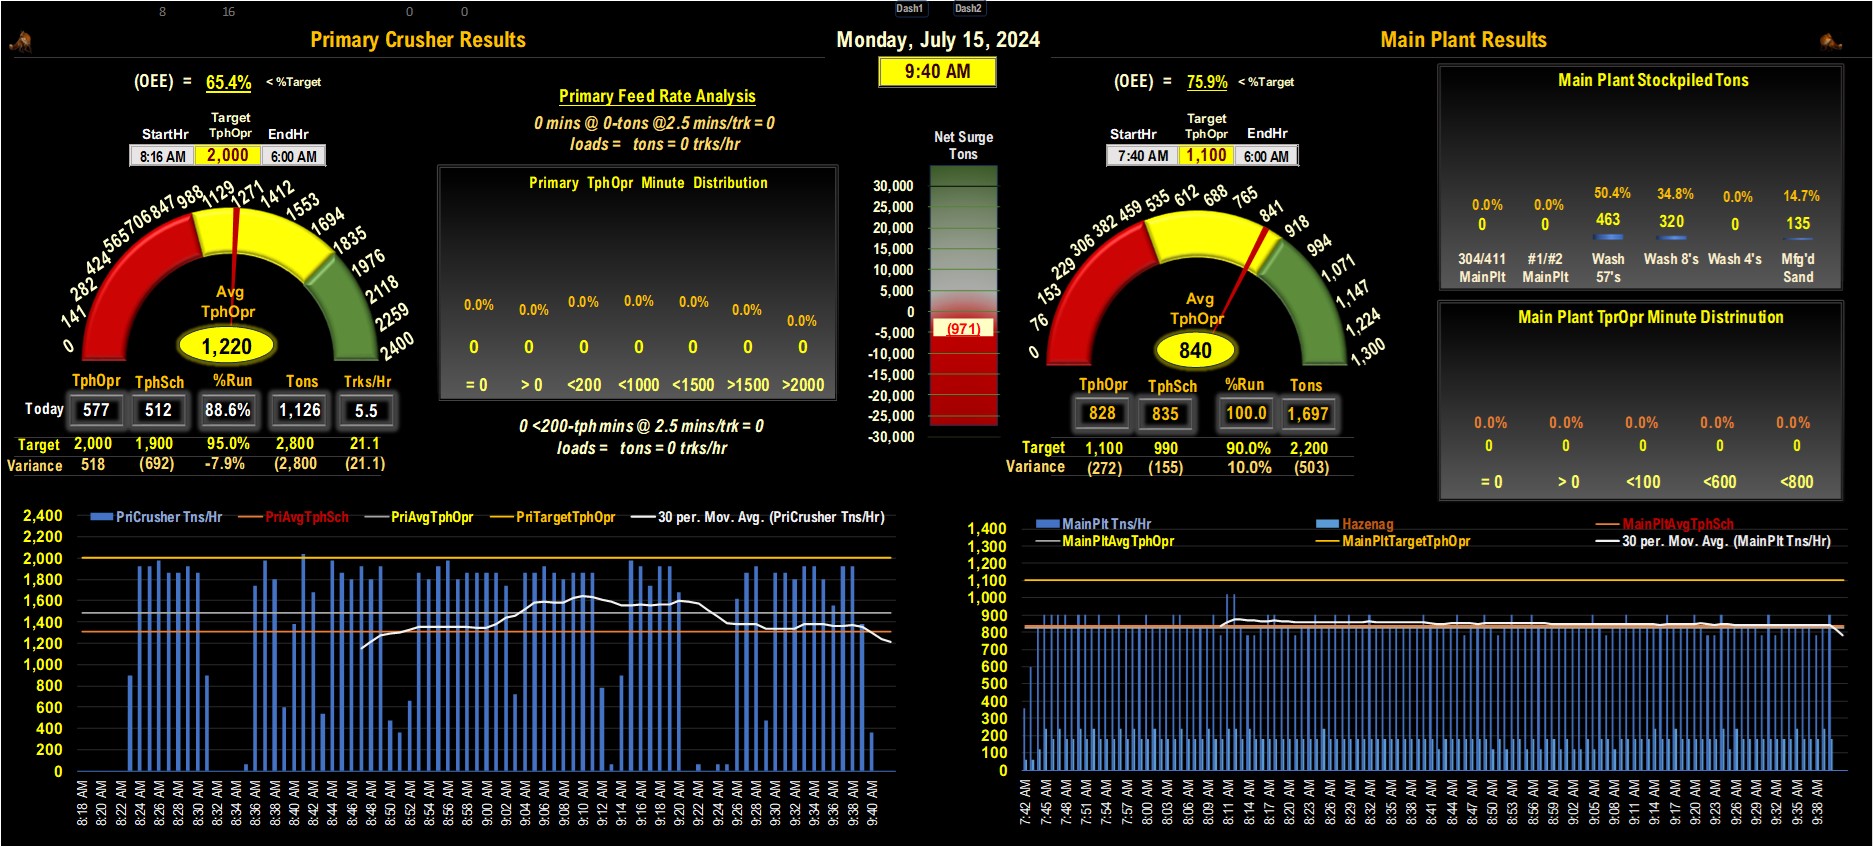 8 16 0 0 Dash1 Dash2
Primary Crusher Results
Monday, July 15, 2024
Main Plant Results
9:40 AM
(OEE) = 65.4% < %Target
Primary Feed Rate Analysis
0 mins @ 0-tons @2.5 mins/trk = 0
loads = tons = 0 trks/hr
Target
StartHr TphOpr EndHr
8:16 AM 2,000 6:00 AM
0 141 282 424 565 706 847 988 1129 1271 1412 1553 1694 1835 1976 2118 2259 2400
Avg
TphOpr
1,220
Primary TphOpr Minute Distribution
0.0% 0.0% 0.0% 0.0% 0.0% 0.0% 0.0%
0 0 0 0 0 0 0
= 0 > 0 <200 <1000 <1500 >1500 >2000
0 <200-tph mins @ 2.5 mins/trk = 0
loads = tons = 0 trks/hr
TphOpr TphSch %Run Tons Trks/Hr
Today 577 512 88.6% 1,126 5.5
Target 2,000 1,900 95.0% 2,800 21.1
Variance 518 (692) -7.9% (2,800 (21.1)
Net Surge
Tons
30,000
25,000
20,000
15,000
10,000
5,000
0
-5,000
-10,000
-15,000
-20,000
-25,000
-30,000
(971)
(OEE) = 75.9% < %Target
Target
StartHr TphOpr EndHr
7:40 AM 1,100 6:00 AM
0 76 153 229 306 382 459 535 612 688 765 841 918 994 1,071 1,147 1,224 1,300
Avg
TphOpr
840
TphOpr TphSch %Run Tons
828 835 100.0 1,697
Target 1,100 990 90.0% 2,200
Variance (272) (155) 10.0% (503)
Main Plant Stockpiled Tons
0.0% 0.0% 50.4% 34.8% 0.0% 14.7%
0 0 463 320 0 135
304/411 #1/#2 Wash Wash 8's Wash 4's Mfg'd
MainPlt MainPlt 57's Sand
Main Plant TprOpr Minute Distrinution
0.0% 0.0% 0.0% 0.0% 0.0%
0 0 0 0 0
= 0 > 0 <100 <600 <800
PriCrusher Tns/Hr PriAvgTphSch PriAvgTphOpr PriTargetTphOpr 30 per. Mov. Avg. (PriCrusher Tns/Hr)
2,400
2,200
2,000
1,800
1,600
1,400
1,200
1,000
800
600
400
200
0
8:18 AM 8:20 AM 8:22 AM 8:24 AM 8:26 AM 8:28 AM 8:30 AM 8:32 AM 8:34 AM 8:36 AM 8:38 AM 8:40 AM 8:42 AM 8:44 AM 8:46 AM 8:48 AM 8:50 AM 8:52 AM 8:54 AM 8:56 AM 8:58 AM 9:00 AM 9:02 AM 9:04 AM 9:06 AM 9:08 AM 9:10 AM 9:12 AM 9:14 AM 9:16 AM 9:18 AM 9:20 AM 9:22 AM 9:24 AM 9:26 AM 9:28 AM 9:30 AM 9:32 AM 9:34 AM 9:36 AM 9:38 AM 9:40 AM
MainPlt Tns/Hr Hazenag MainPltAvgTphSch
MainPltAvgTphOpr MainPltTargetTphOpr 30 per. Mov. Avg. (MainPlt Tns/Hr)
1,400
1,300
1,200
1,100
1,000
900
800
700
600
500
400
300
200
100
0
7:42 AM 7:45 AM 7:48 AM 7:51 AM 7:54 AM 7:57 AM 8:00 AM 8:03 AM 8:06 AM 8:09 AM 8:11 AM 8:14 AM 8:17 AM 8:20 AM 8:23 AM 8:26 AM 8:29 AM 8:32 AM 8:35 AM 8:38 AM 8:41 AM 8:44 AM 8:47 AM 8:50 AM 8:53 AM 8:56 AM 8:59 AM 9:02 AM 9:05 AM 9:08 AM 9:11 AM 9:14 AM 9:17 AM 9:20 AM 9:23 AM 9:26 AM 9:29 AM 9:32 AM 9:35 AM 9:38 AM